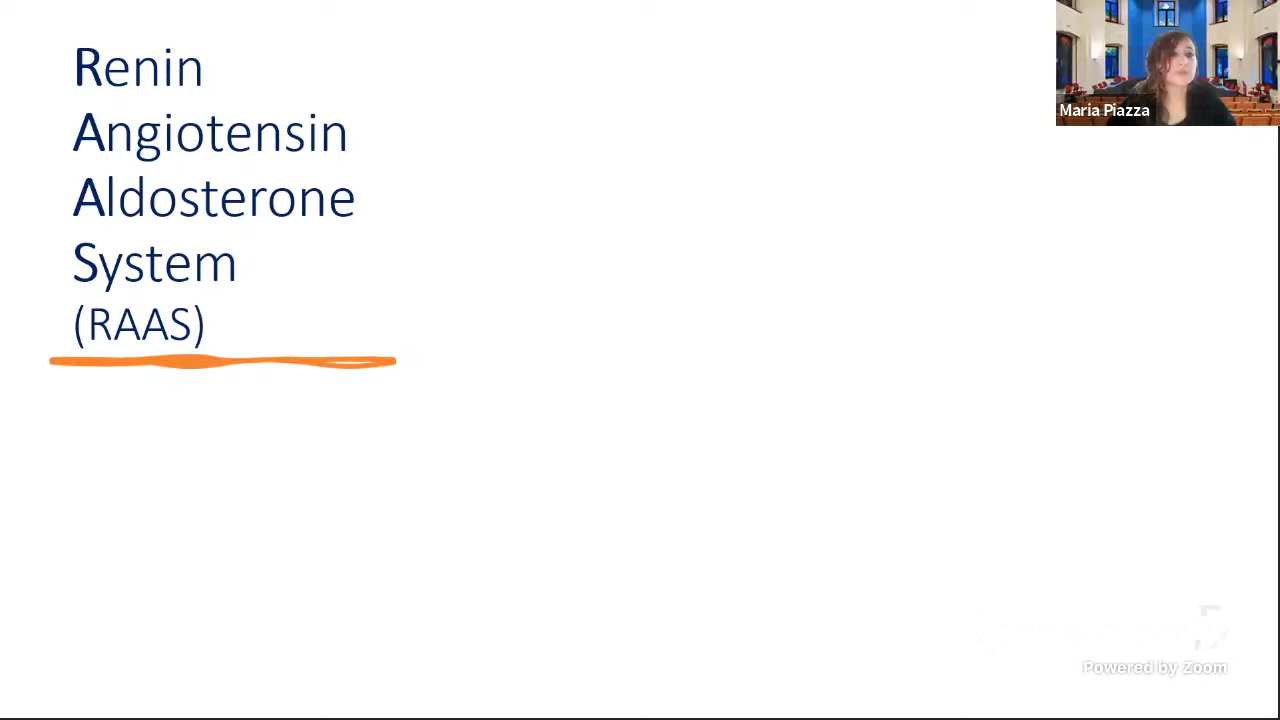 Renin
Angiotensin
Aldosterone
System
(RAAS)
Maria Piazza
Powered by Zoom